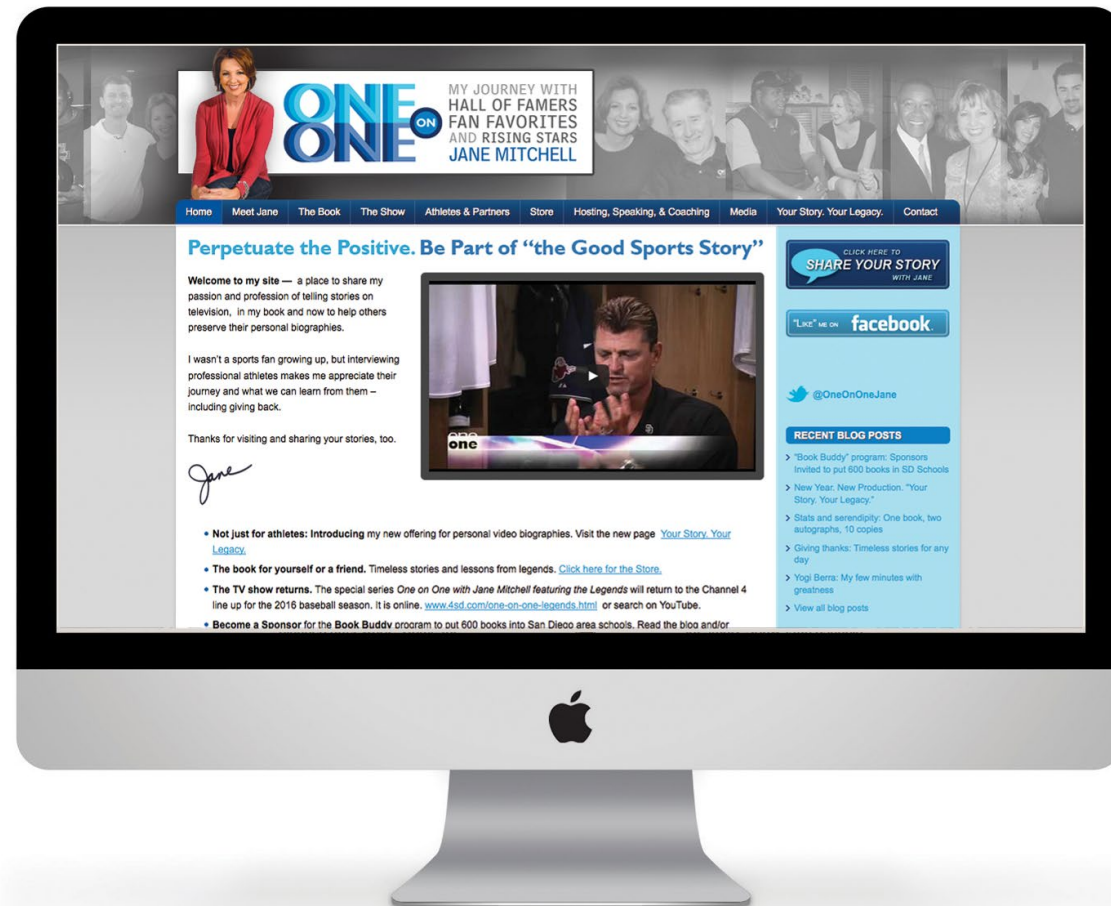 ONE
ON
ONE
MY JOURNEY WITH
HALL OF FAMERS
FAN FAVORITES
AND RISING STARS
JANE MITCHELL
Home Meet Jane The Book The Show Athletes & Partners Store Hosting, Speaking, & Coaching Media Your Story. Your Legacy. Contact
Perpetuate the Positive. Be Part of “the Good Sports Story”
Welcome to my site — a place to share my
passion and profession of telling stories on
television, in my book and now to help others
preserve their personal biographies.
I wasn't a sports fan growing up, but interviewing
professional athletes makes me appreciate their
journey and what we can learn from them –
including giving back.
Thanks for visiting and sharing your stories, too.
Jane
one
• Not just for athletes: Introducing my new offering for personal video biographies. Visit the new page Your Story. Your
Legacy.
• The book for yourself or a friend. Timeless stories and lessons from legends. Click here for the Store.
• The TV show returns. The special series One on One with Jane Mitchell featuring the Legends will return to the Channel 4
line up for the 2016 baseball season. It is online. www.4sd.com/one-on-one-legends.html or search on YouTube.
• Become a Sponsor for the Book Buddy program to put 600 books into San Diego area schools. Read the blog and/or
CLICK HERE TO
SHARE YOUR STORY
WITH JANE
"LIKE" ME ON facebook
@OneOnOneJane
RECENT BLOG POSTS
"Book Buddy" program: Sponsors
Invited to put 600 books in SD Schools
New Year. New Production. "Your
Story. Your Legacy."
Stats and serendipity: One book, two
autographs, 10 copies
Giving thanks: Timeless stories for any
day
Yogi Berra: My few minutes with
greatness
View all blog posts